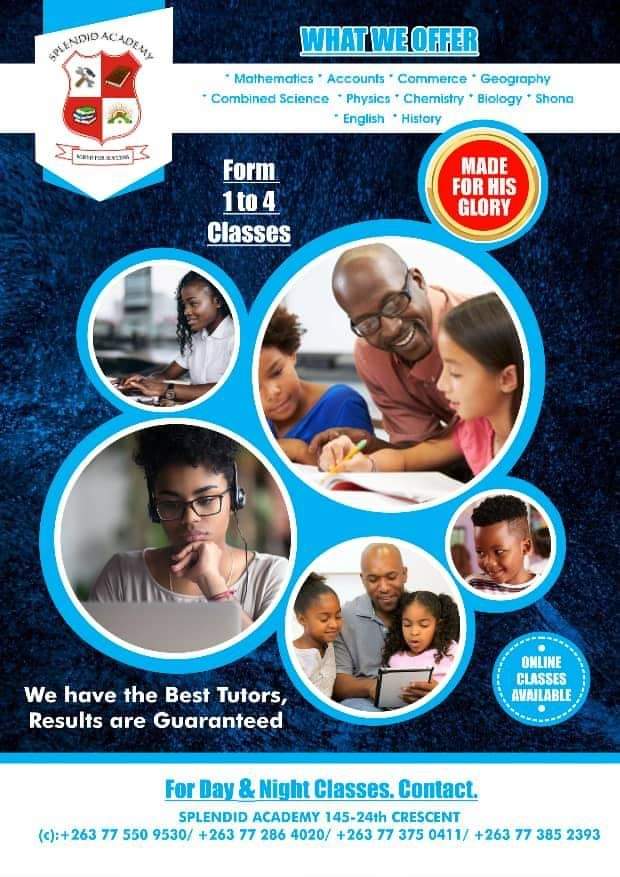 SPLENDID ACADEMY
WHAT WE OFFER
* Mathematics * Accounts * Commerce * Geography
* Combined Science * Physics * Chemistry * Biology * Shona
* English * History
Form
1 to 4
Classes
MADE
FOR HIS
GLORY
ONLINE
CLASSES
AVAILABLE
We have the Best Tutors,
Results are Guaranteed
For Day & Night Classes. Contact.
SPLENDID ACADEMY 145-24th CRESCENT
(c):+263 77 550 9530/ +263 77 286 4020/ +263 77 375 0411/ +263 77 385 2393